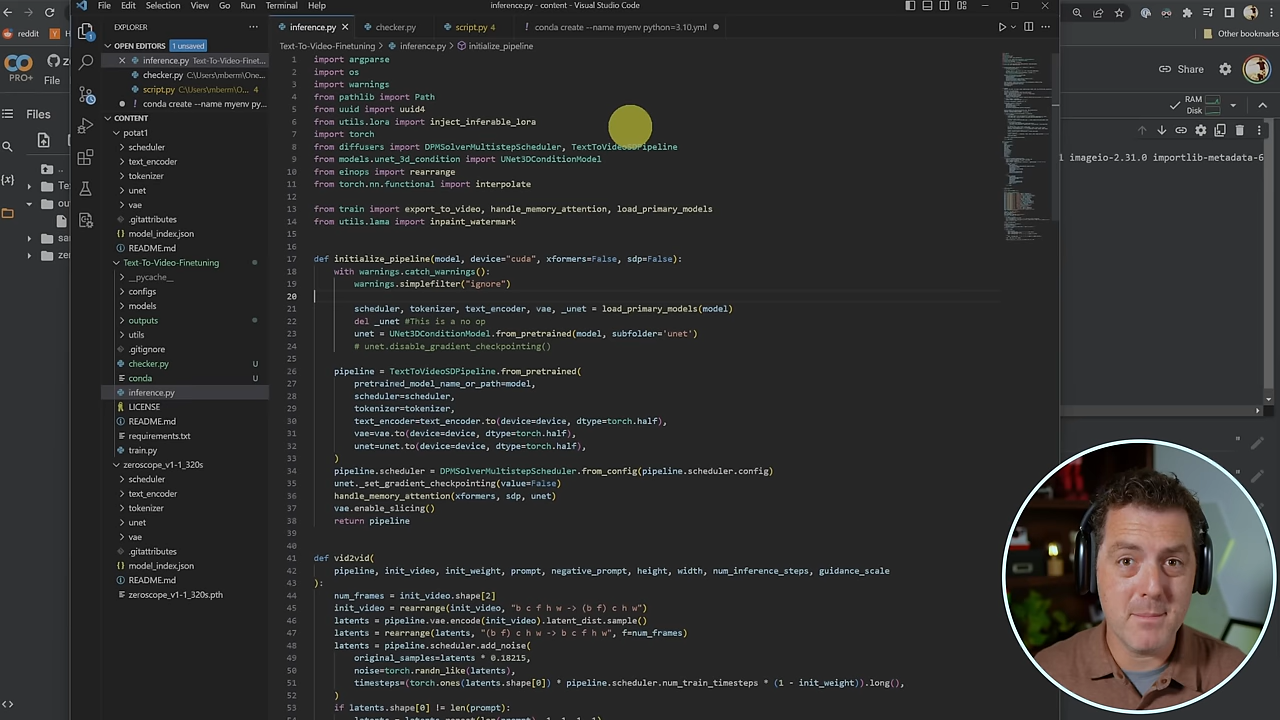 File Edit Selection View Go Run Terminal Help
inference.py - content - Visual Studio Code
reddit
Other bookmarks
PRO+
File
Share
RAM
Disk
Files
EXPLORER
OPEN EDITORS 1 unsaved
inference.py Text-To-Video-Finet...
checker.py C:\Users\mberm\One...
script.py C:\Users\mberm\O... 4
conda create --name myenv py...
CONTENT
potat1
scheduler
text_encoder
tokenizer
unet
vae
.gitattributes
model_index.json
README.md
Text-To-Video-Finetuning
__pycache__
configs
models
outputs
utils
.gitignore
checker.py U
conda U
inference.py
LICENSE
README.md
requirements.txt
train.py
zeroscope_v1-1_320s
scheduler
text_encoder
tokenizer
unet
vae
.gitattributes
model_index.json
README.md
zeroscope_v1-1_320s.pth
inference.py checker.py script.py 4 conda create --name myenv python=3.10.yml
Text-To-Video-Finetuning > inference.py > initialize_pipeline
1 import argparse
2 import os
3 import warnings
4 from pathlib import Path
5 from uuid import uuid4
6 from utils.lora import inject_inferable_lora
7 import torch
8 from diffusers import DPMSolverMultistepScheduler, TextToVideoSDPipeline
9 from models.unet_3d_condition import UNet3DConditionModel
10 from einops import rearrange
11 from torch.nn.functional import interpolate
12
13 from train import export_to_video, handle_memory_attention, load_primary_models
14 from utils.lama import inpaint_watermark
15
16
17 def initialize_pipeline(model, device="cuda", xformers=False, sdp=False):
18 with warnings.catch_warnings():
19 warnings.simplefilter("ignore")
20
21 scheduler, tokenizer, text_encoder, vae, _unet = load_primary_models(model)
22 del _unet #This is a no op
23 unet = UNet3DConditionModel.from_pretrained(model, subfolder='unet')
24 # unet.disable_gradient_checkpointing()
25
26 pipeline = TextToVideoSDPipeline.from_pretrained(
27 pretrained_model_name_or_path=model,
28 scheduler=scheduler,
29 tokenizer=tokenizer,
30 text_encoder=text_encoder.to(device=device, dtype=torch.half),
31 vae=vae.to(device=device, dtype=torch.half),
32 unet=unet.to(device=device, dtype=torch.half),
33 )
34 pipeline.scheduler = DPMSolverMultistepScheduler.from_config(pipeline.scheduler.config)
35 unet._set_gradient_checkpointing(value=False)
36 handle_memory_attention(xformers, sdp, unet)
37 vae.enable_slicing()
38 return pipeline
39
40
41 def vid2vid(
42 pipeline, init_video, init_weight, prompt, negative_prompt, height, width, num_inference_steps, guidance_scale
43 ):
44 num_frames = init_video.shape[2]
45 init_video = rearrange(init_video, "b c f h w -> (b f) c h w")
46 latents = pipeline.vae.encode(init_video).latent_dist.sample()
47 latents = rearrange(latents, "(b f) c h w -> b c f h w", f=num_frames)
48 latents = pipeline.scheduler.add_noise(
49 original_samples=latents * 0.18215,
50 noise=torch.randn_like(latents),
51 timesteps=(torch.ones(latents.shape[0]) * pipeline.scheduler.num_train_timesteps * (1 - init_weight)).long(),
52 )
53 if latents.shape[0] != len(prompt):
imageio-2.31.0 importlib-metadata-6